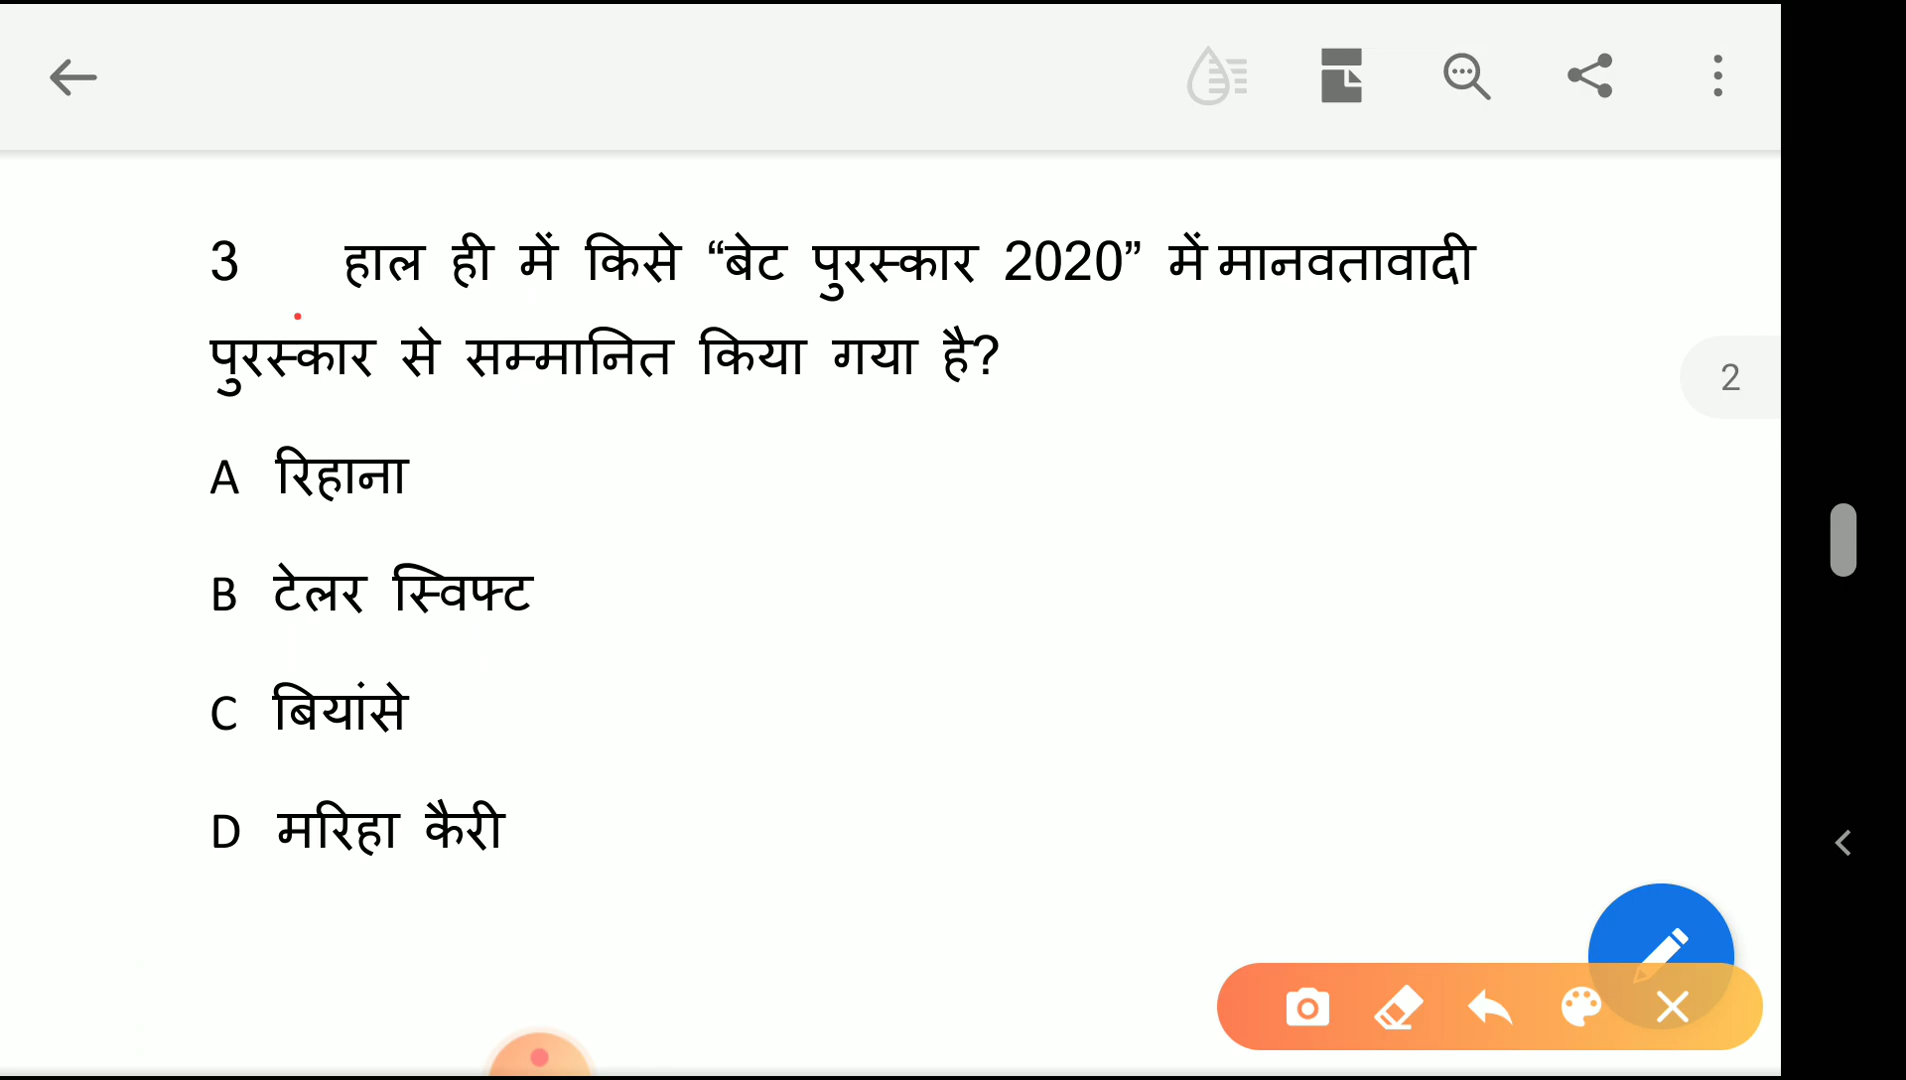 3 हाल ही में किसे “बेट पुरस्कार 2020” में मानवतावादी
पुरस्कार से सम्मानित किया गया है?
2
A रिहाना
B टेलर स्विफ्ट
C बियांसे
D मरिहा कैरी